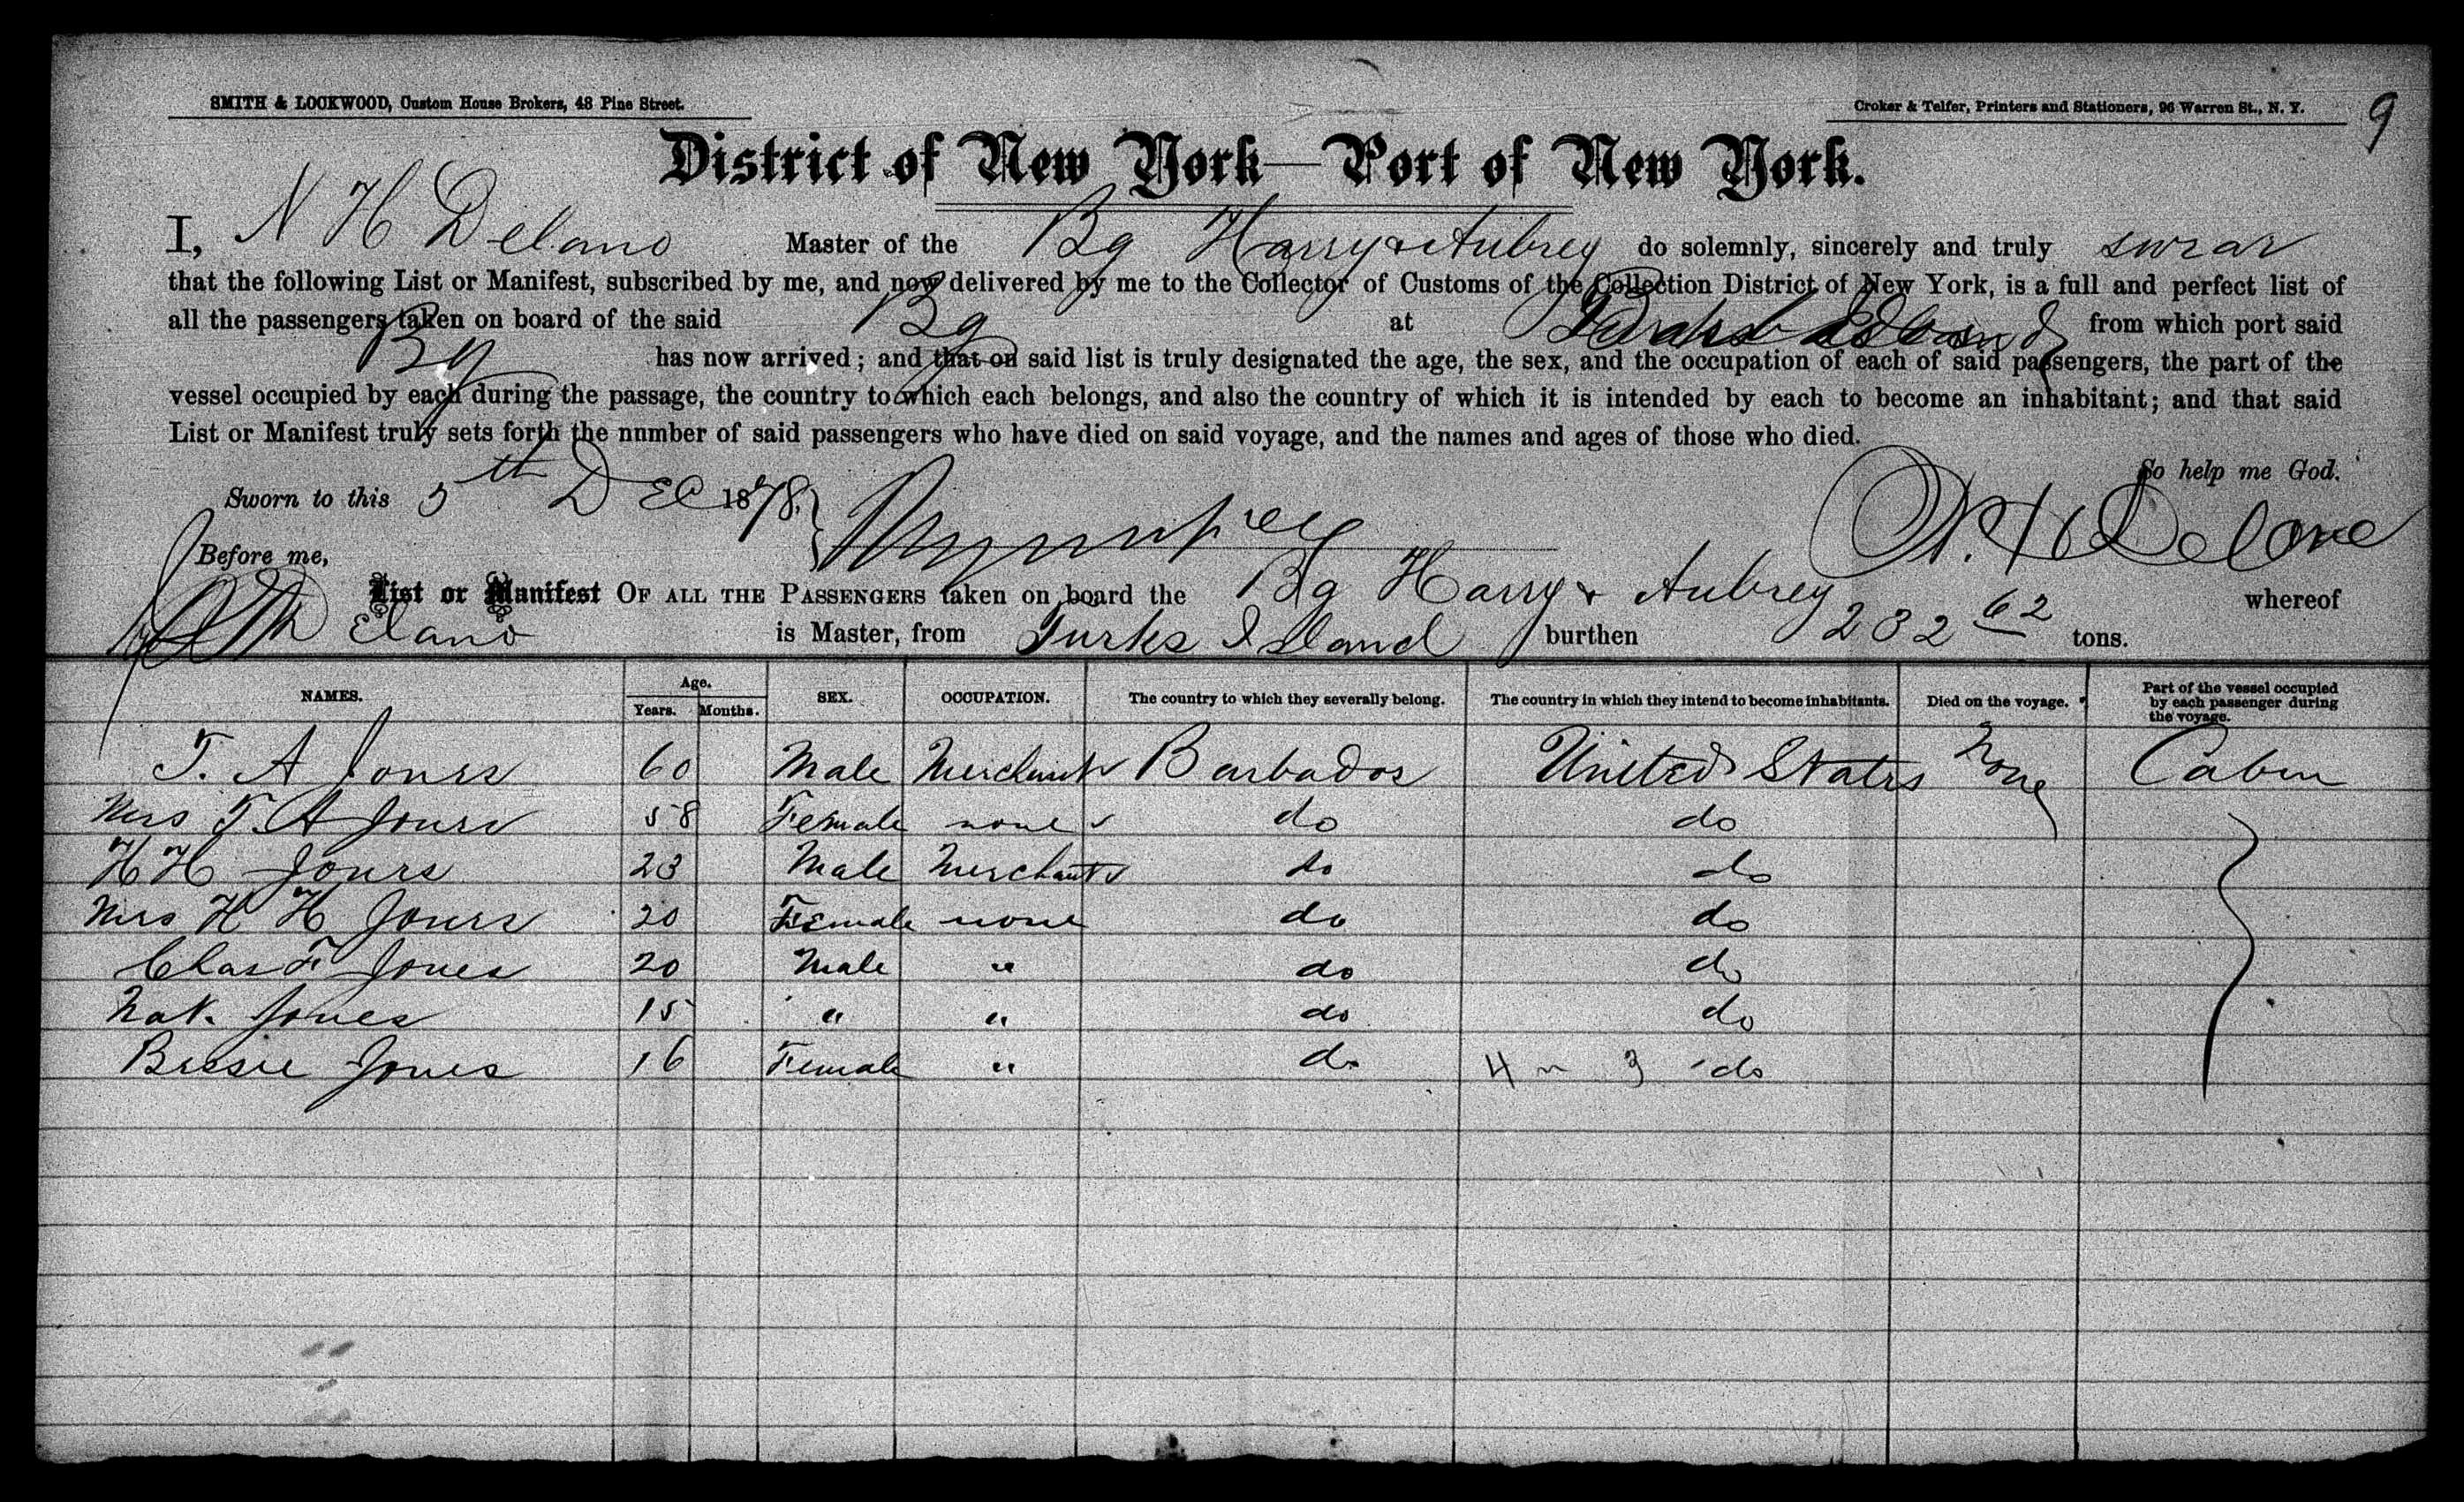 SMITH & LOCKWOOD, Custom House Brokers, 48 Pine Street.
Croker & Telfer, Printers and Stationers, 96 Warren St., N. Y.
9
District of New York—Port of New York.
I, N H Delano Master of the Bg Harry & Aubrey do solemnly, sincerely and truly swear
that the following List or Manifest, subscribed by me, and now delivered by me to the Collector of Customs of the Collection District of New York, is a full and perfect list of
all the passengers taken on board of the said Bg at Turks Island from which port said
Bg has now arrived; and that on said list is truly designated the age, the sex, and the occupation of each of said passengers, the part of the
vessel occupied by each during the passage, the country to which each belongs, and also the country of which it is intended by each to become an inhabitant; and that said
List or Manifest truly sets forth the nnmber of said passengers who have died on said voyage, and the names and ages of those who died.
So help me God.
Sworn to this 5th Dec 1878.
N. H Delano
Before me,
List or Manifest OF ALL THE PASSENGERS taken on board the Bg Harry & Aubrey whereof
Delano is Master, from Turks Island burthen 232 62 tons.
NAMES. Age. Years. Months. SEX. OCCUPATION. The country to which they severally belong. The country in which they intend to become inhabitants. Died on the voyage. Part of the vessel occupied by each passenger during the voyage.
T. A Jones 60 Male Merchant Barbados United States None Cabin
Mrs T. A Jones 58 Female none do do
H H Jones 23 Male Merchant do do
Mrs H H Jones 20 Female none do do
Chas F Jones 20 Male " do do
Nat. Jones 15 " " do do
Bessie Jones 16 Female " do 4 m 3 do